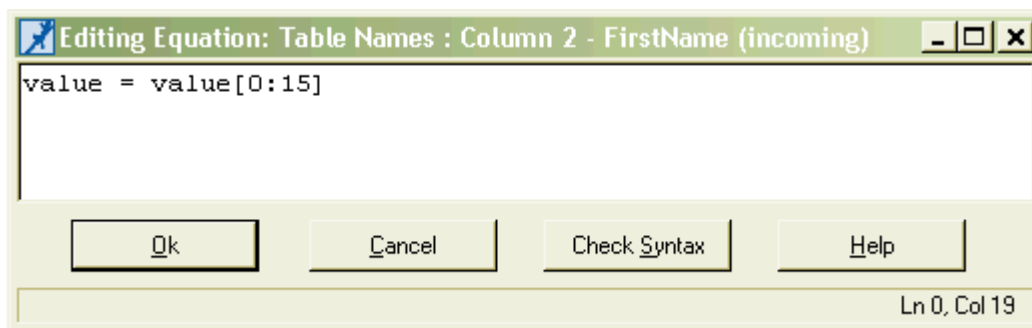 Editing Equation: Table Names : Column 2 - FirstName (incoming)
value = value[0:15]
Ok Cancel Check Syntax Help
Ln 0, Col 19